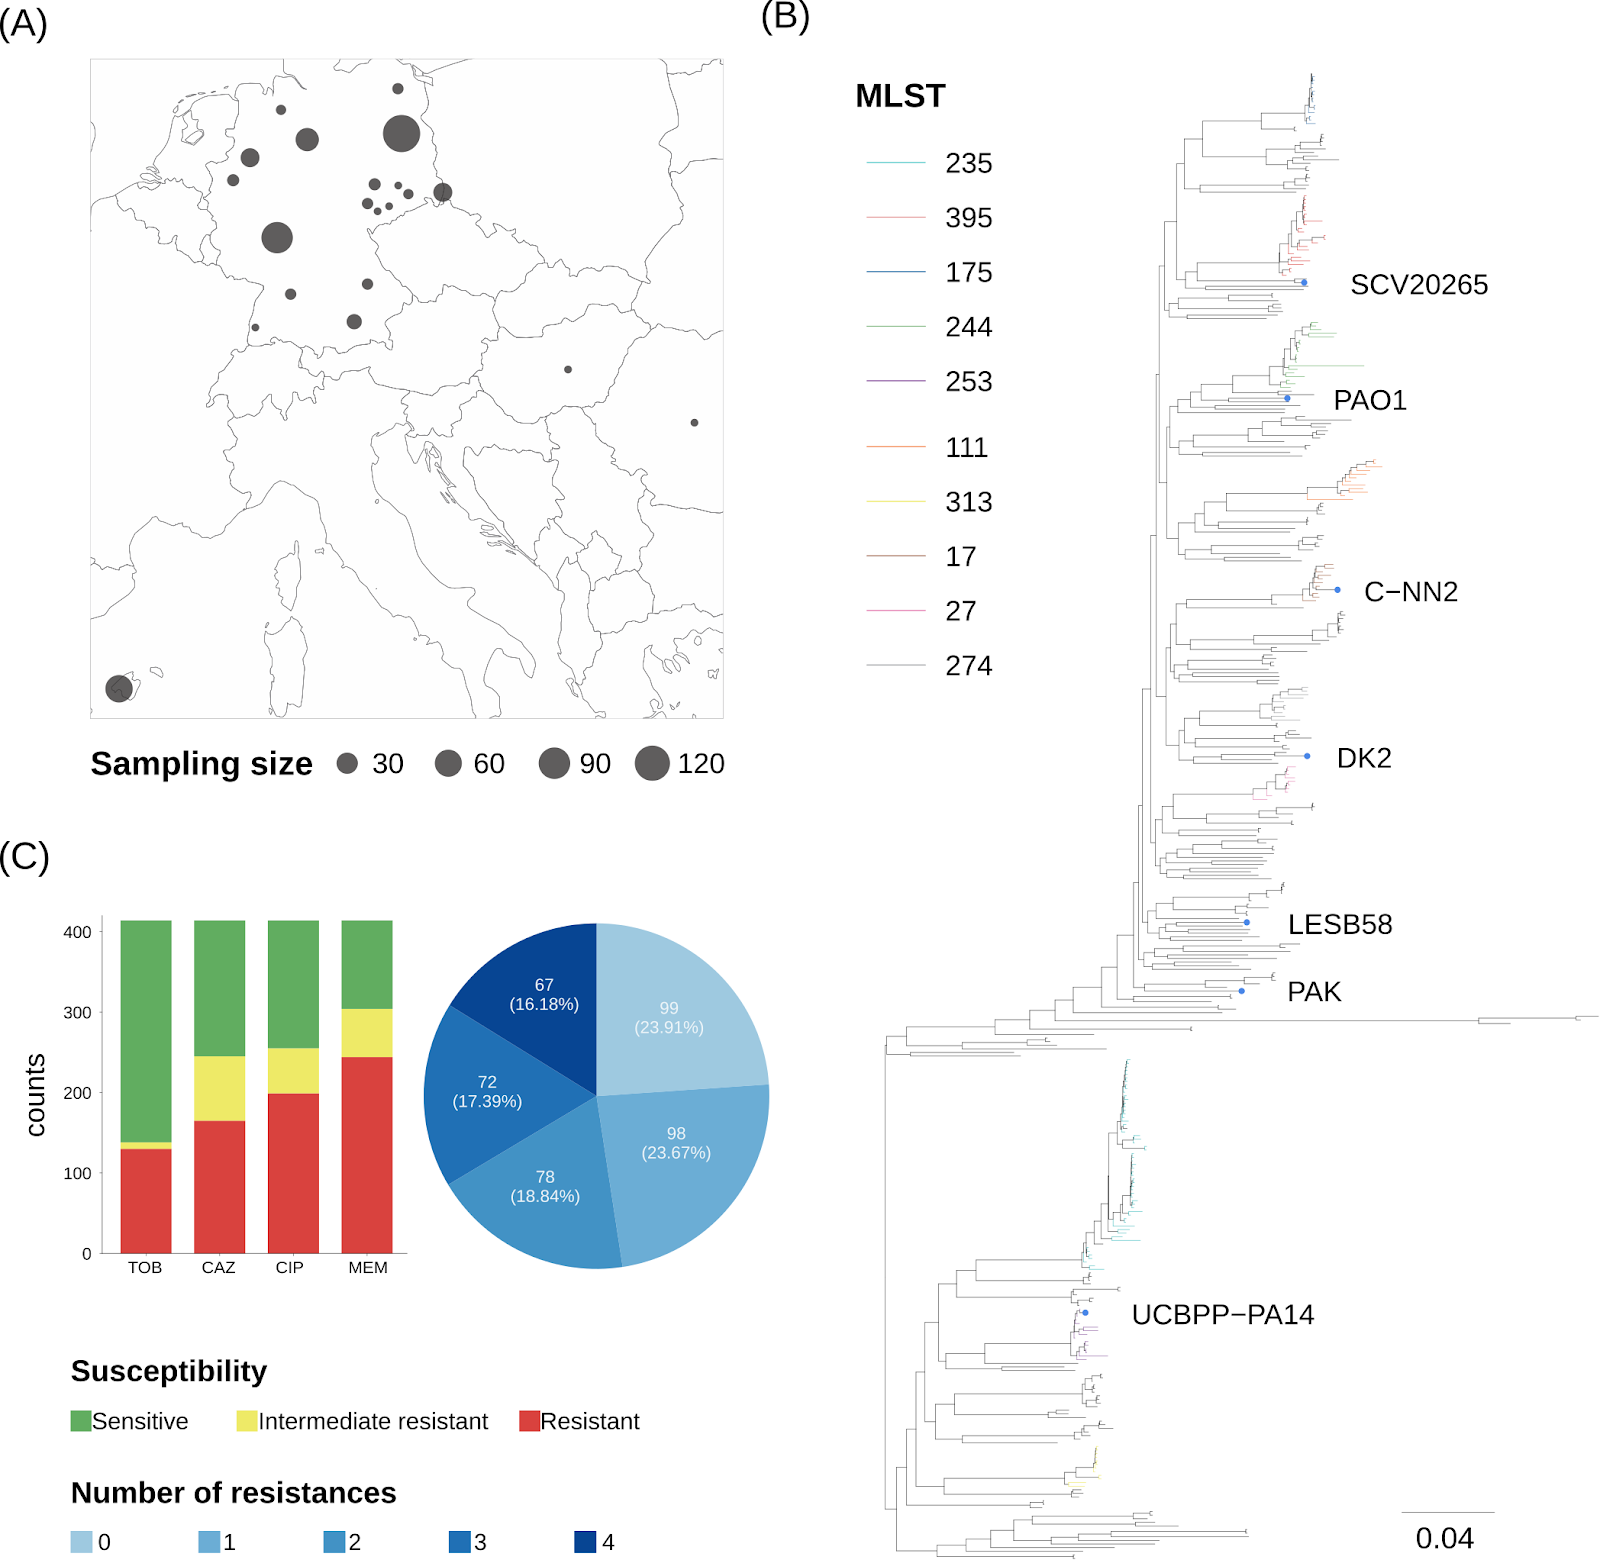 (A)
Sampling size 30 60 90 120
(B)
MLST
235
395
175
244
253
111
313
17
27
274
SCV20265
PAO1
C−NN2
DK2
LESB58
PAK
UCBPP−PA14
0.04
(C)
counts
400
300
200
100
0
TOB CAZ CIP MEM
67
(16.18%)
99
(23.91%)
72
(17.39%)
98
(23.67%)
78
(18.84%)
Susceptibility
Sensitive Intermediate resistant Resistant
Number of resistances
0 1 2 3 4